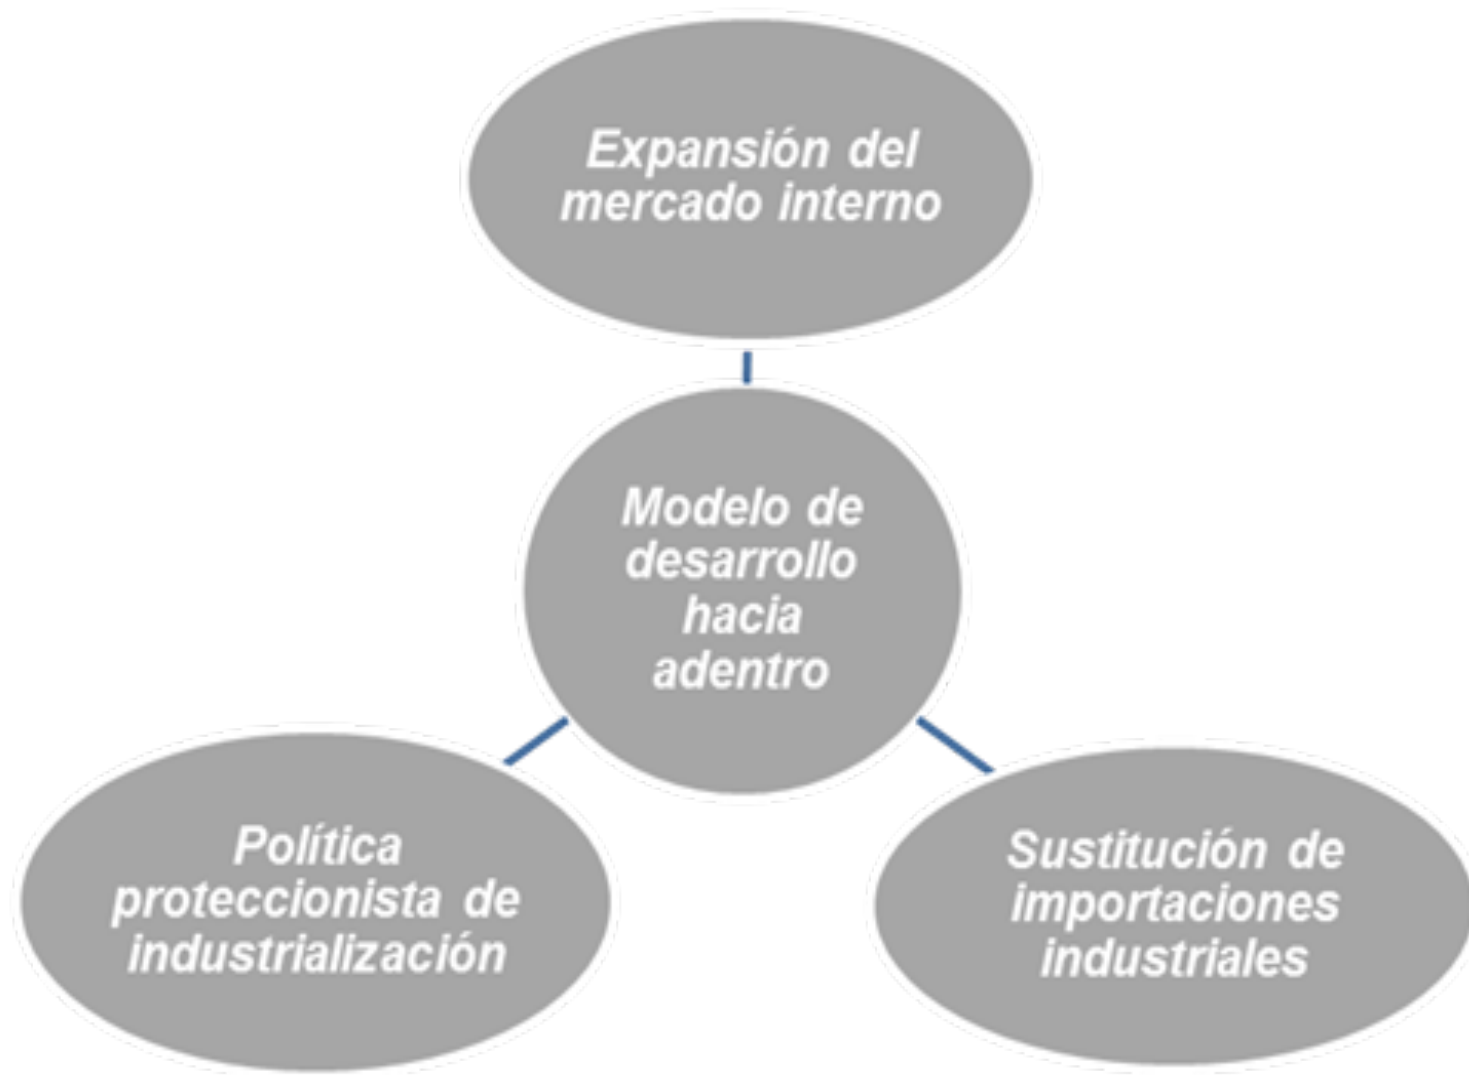 Expansión del
mercado interno
Modelo de
desarrollo
hacia
adentro
Política
proteccionista de
industrialización
Sustitución de
importaciones
industriales